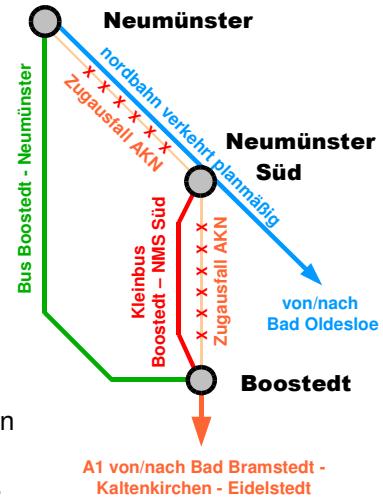 Neumünster
nordbahn verkehrt planmäßig
x x x x x x
Zugausfall AKN
Neumünster
Süd
Bus Boostedt - Neumünster
Kleinbus
Boostedt – NMS Süd
x x x x x x
Zugausfall AKN
von/nach
Bad Oldesloe
Boostedt
n
A1 von/nach Bad Bramstedt -
Kaltenkirchen - Eidelstedt